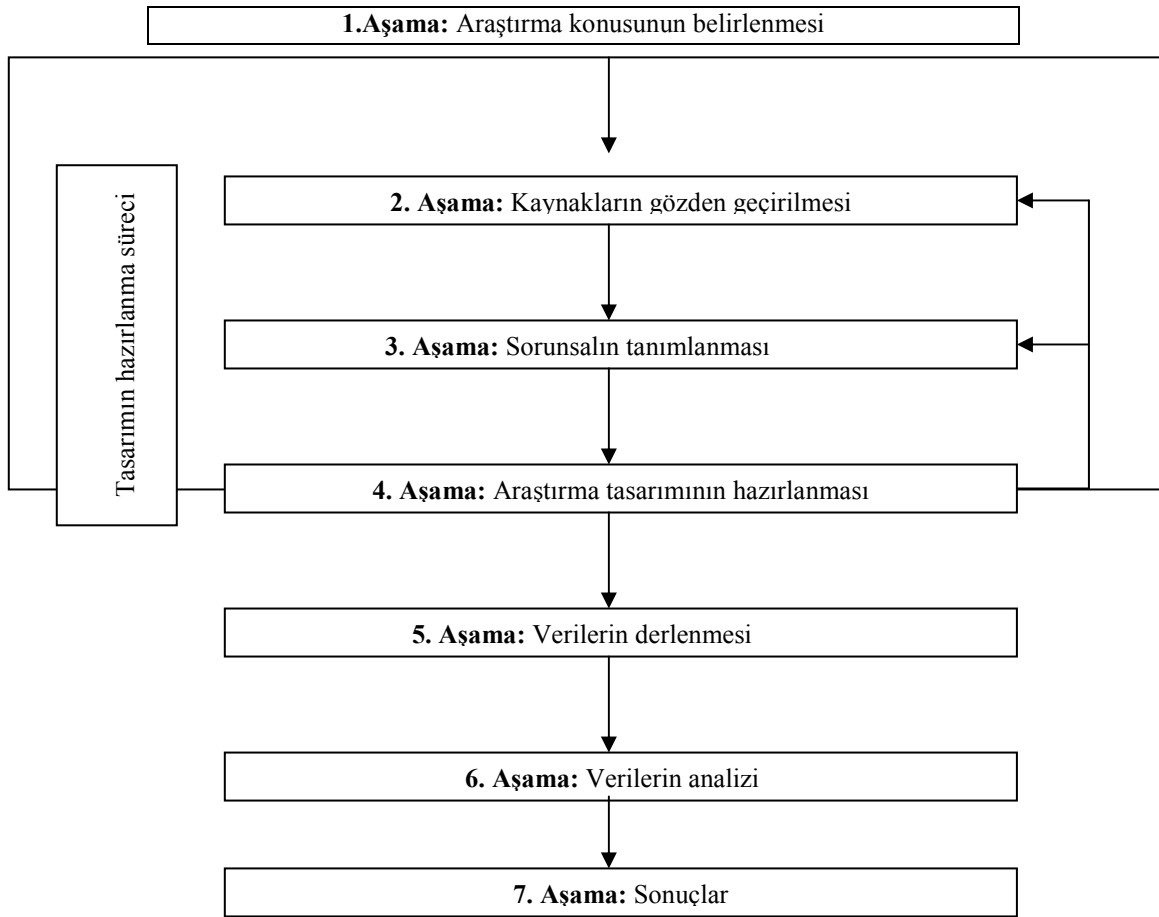 1.Aşama: Araştırma konusunun belirlenmesi
Tasarımın hazırlanma süreci
2. Aşama: Kaynakların gözden geçirilmesi
3. Aşama: Sorunsalın tanımlanması
4. Aşama: Araştırma tasarımının hazırlanması
5. Aşama: Verilerin derlenmesi
6. Aşama: Verilerin analizi
7. Aşama: Sonuçlar